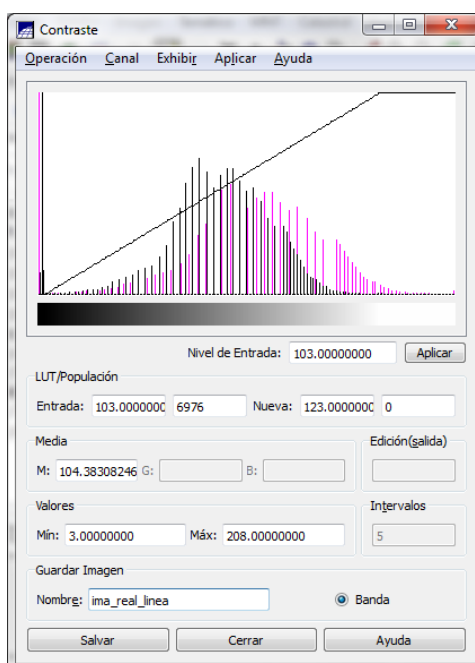 Contraste
Operación Canal Exhibir Aplicar Ayuda
Nivel de Entrada: 103.00000000 Aplicar
LUT/Populación
Entrada: 103.0000000 6976 Nueva: 123.0000000 0
Media Edición(salida)
M: 104.38308246 G: B:
Valores Intervalos
Mín: 3.00000000 Máx: 208.00000000 5
Guardar Imagen
Nombre: ima_real_linea Banda
Salvar Cerrar Ayuda